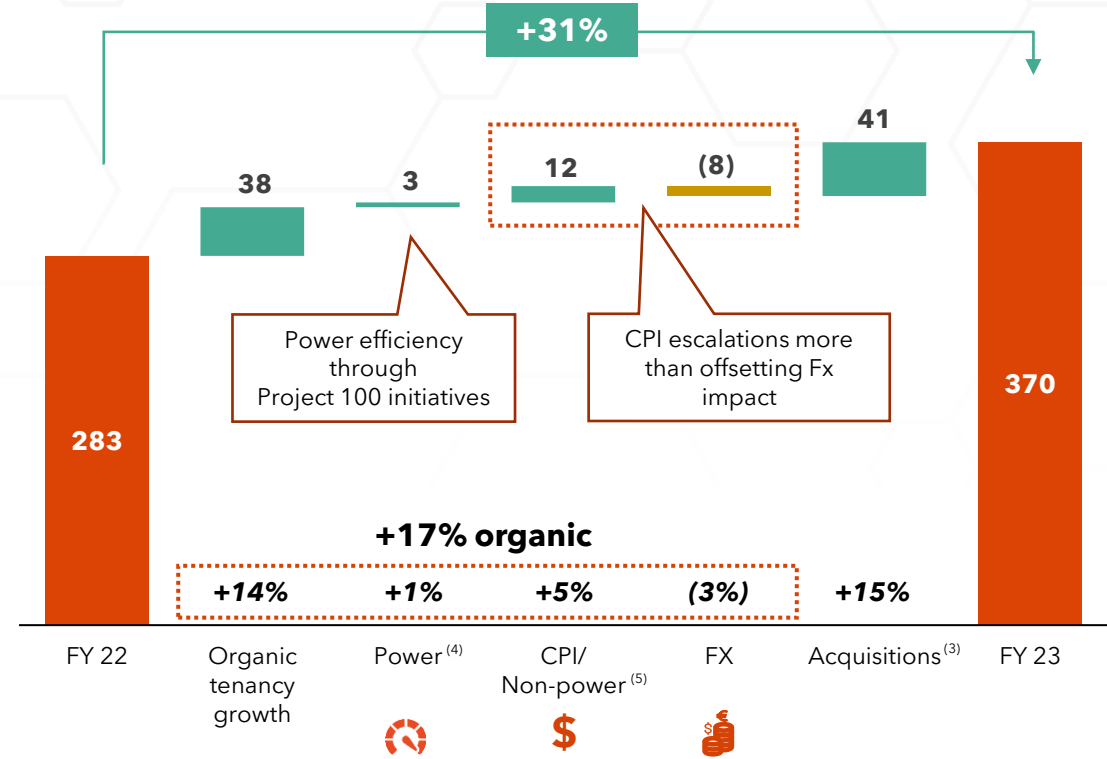 +31%
38
3
12
(8)
41
Power efficiency
through
Project 100 initiatives
CPI escalations more
than offsetting Fx
impact
283
370
+17% organic
+14%
+1%
+5%
(3%)
+15%
FY 22
Organic
tenancy
growth
Power (4)
CPI/
Non-power (5)
FX
Acquisitions (3)
FY 23
$
$ €